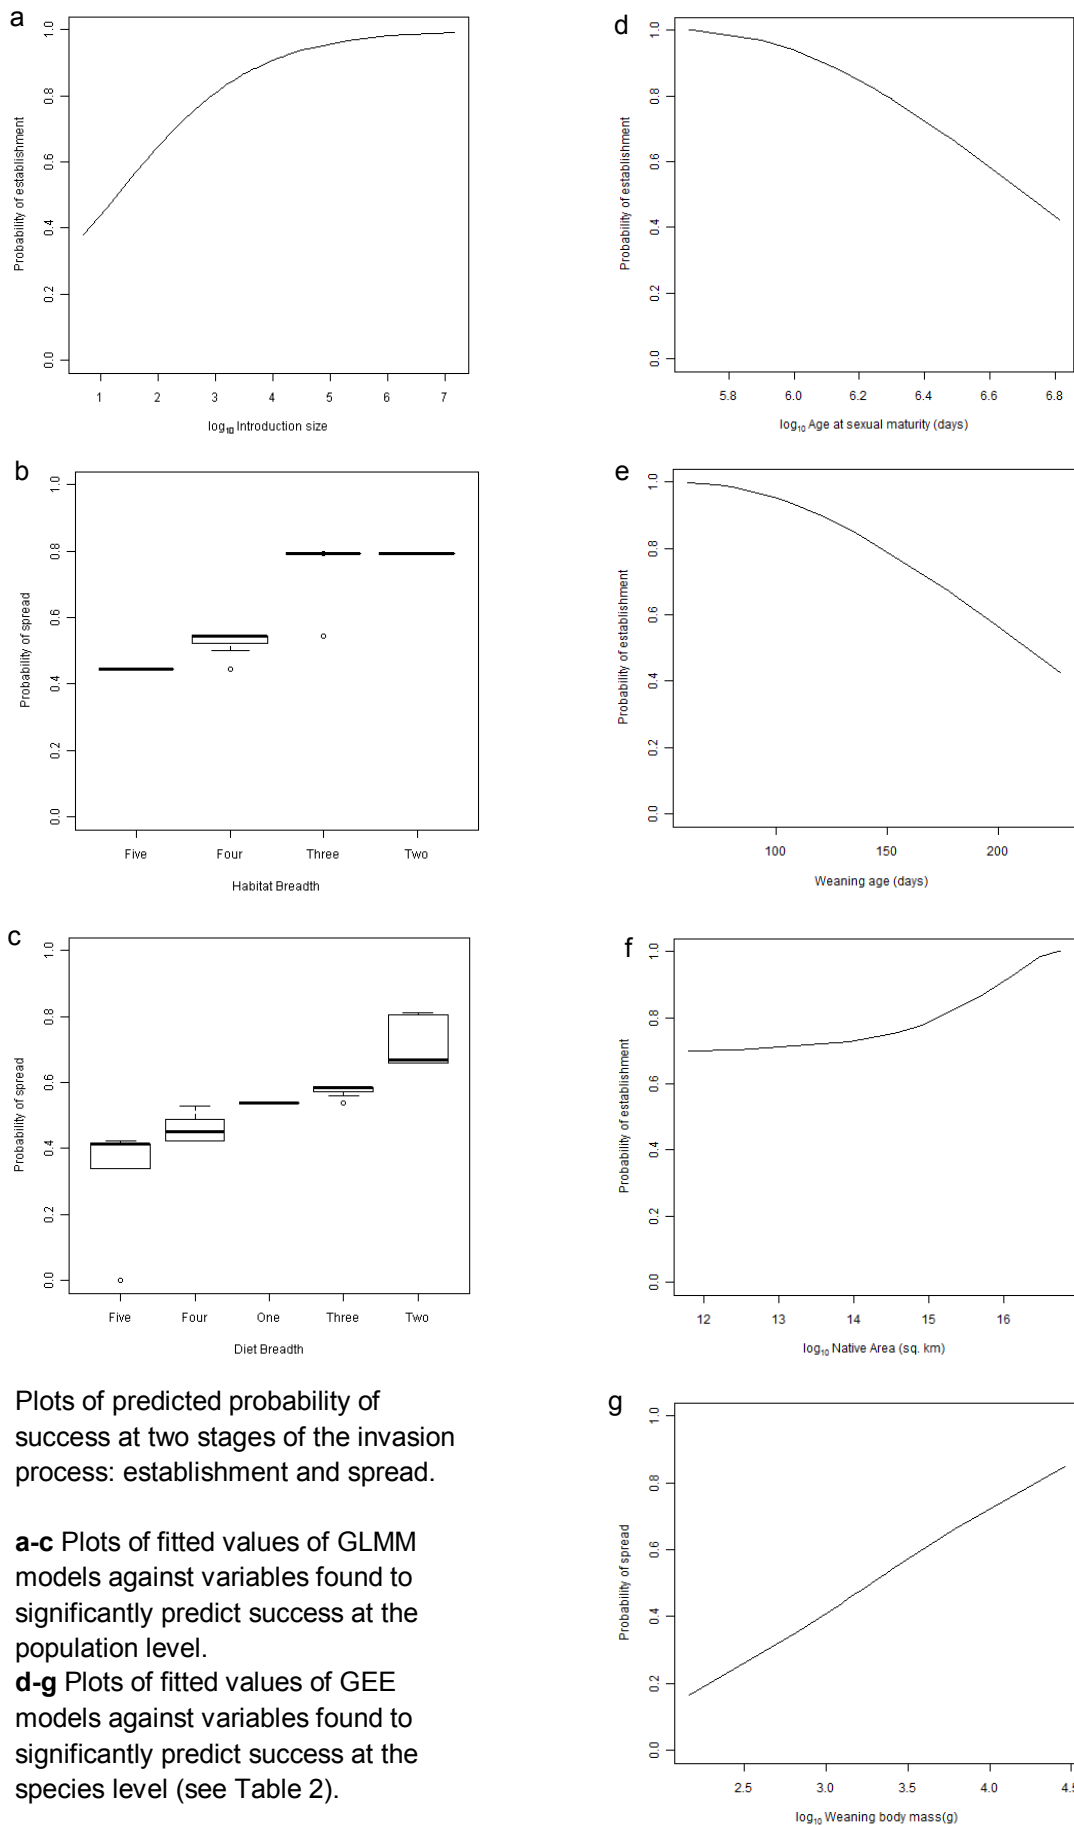 a
Probability of establishment
0.0 0.2 0.4 0.6 0.8 1.0
1 2 3 4 5 6 7
log10 Introduction size
b
Probability of spread
0.0 0.2 0.4 0.6 0.8 1.0
Five Four Three Two
Habitat Breadth
c
Probability of spread
0.0 0.2 0.4 0.6 0.8 1.0
Five Four One Three Two
Diet Breadth
Plots of predicted probability of
success at two stages of the invasion
process: establishment and spread.
a-c Plots of fitted values of GLMM
models against variables found to
significantly predict success at the
population level.
d-g Plots of fitted values of GEE
models against variables found to
significantly predict success at the
species level (see Table 2).
d
Probability of establishment
0.0 0.2 0.4 0.6 0.8 1.0
5.8 6.0 6.2 6.4 6.6 6.8
log10 Age at sexual maturity (days)
e
Probability of establishment
0.0 0.2 0.4 0.6 0.8 1.0
100 150 200
Weaning age (days)
f
Probability of establishment
0.0 0.2 0.4 0.6 0.8 1.0
12 13 14 15 16
log10 Native Area (sq. km)
g
Probability of spread
0.0 0.2 0.4 0.6 0.8 1.0
2.5 3.0 3.5 4.0 4.5
log10 Weaning body mass(g)